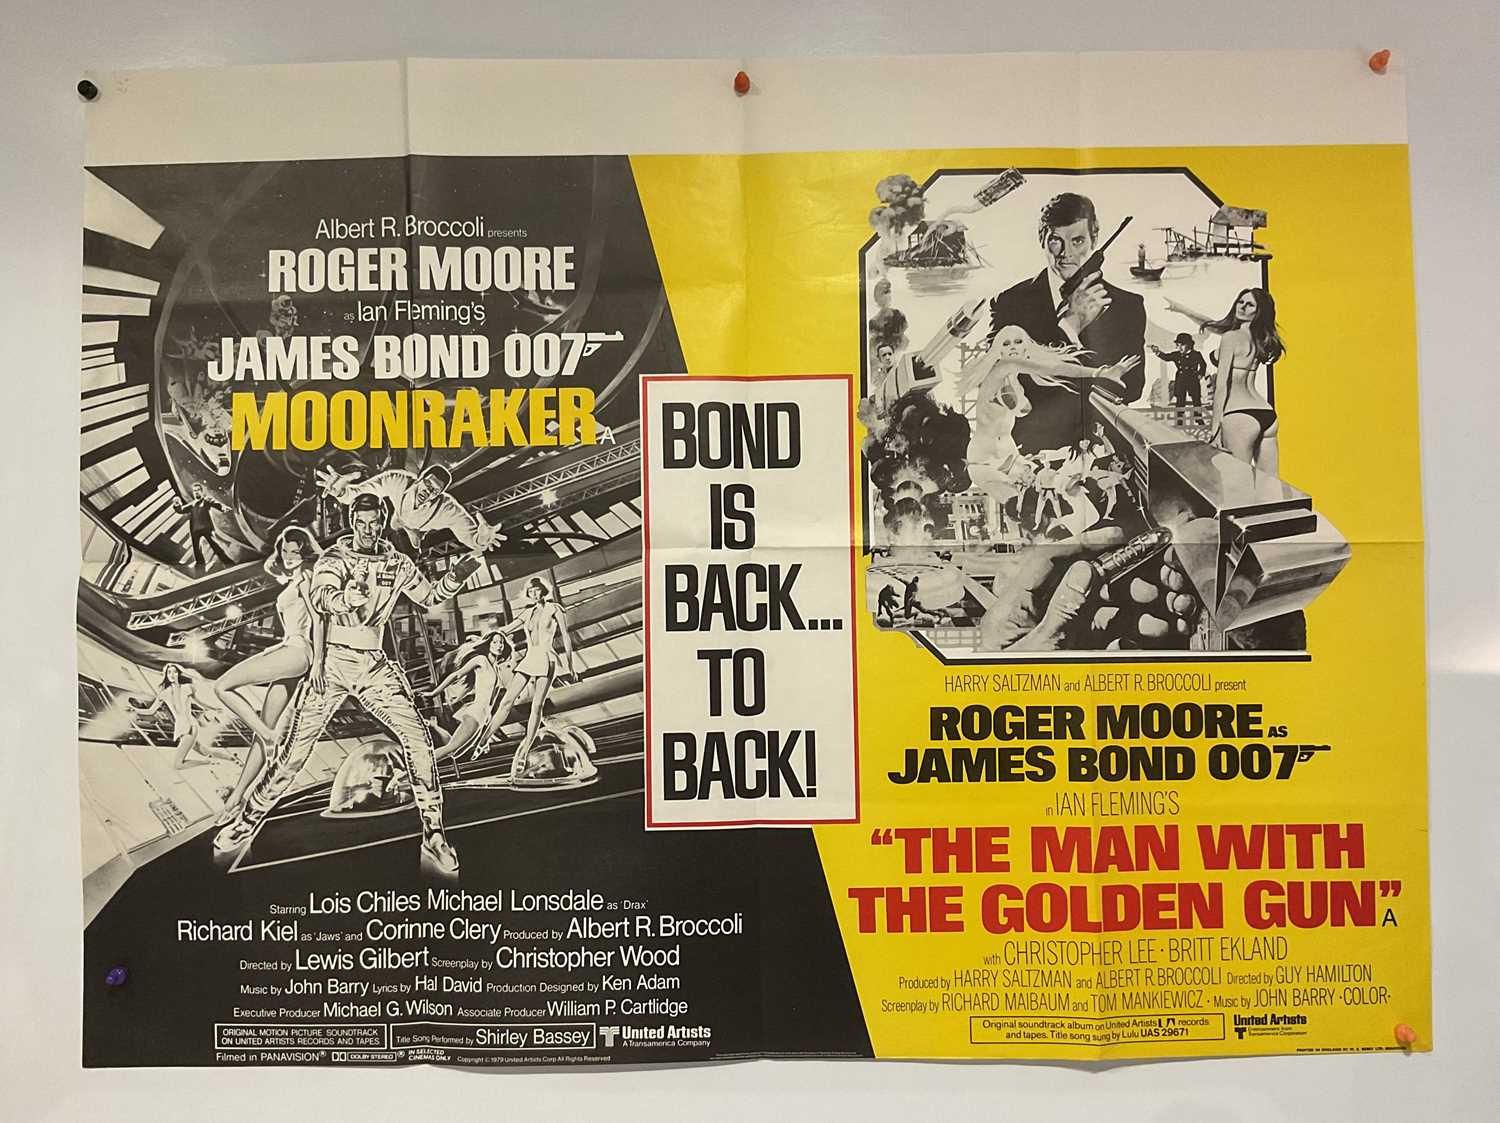 Albert R. Broccoli presents
ROGER MOORE
as Ian Fleming's
JAMES BOND 007
MOONRAKER A
BOND
IS
BACK...
TO
BACK!
Starring Lois Chiles Michael Lonsdale as 'Drax'
Richard Kiel as 'Jaws' and Corinne Clery Produced by Albert R. Broccoli
Directed by Lewis Gilbert Screenplay by Christopher Wood
Music by John Barry Lyrics by Hal David Production Designed by Ken Adam
Executive Producer Michael G. Wilson Associate Producer William P. Cartlidge
ORIGINAL MOTION PICTURE SOUNDTRACK
ON UNITED ARTISTS RECORDS AND TAPES
Title Song Performed by Shirley Bassey
United Artists
A Transamerica Company
Filmed in PANAVISION® DOLBY STEREO ® IN SELECTED
CINEMAS ONLY
Copyright © 1979 United Artists Corp All Rights Reserved
HARRY SALTZMAN and ALBERT R. BROCCOLI present
ROGER MOORE AS
JAMES BOND 007
in IAN FLEMING'S
"THE MAN WITH
THE GOLDEN GUN" A
with CHRISTOPHER LEE · BRITT EKLAND
Produced by HARRY SALTZMAN and ALBERT R. BROCCOLI Directed by GUY HAMILTON
Screenplay by RICHARD MAIBAUM and TOM MANKIEWICZ · Music by JOHN BARRY · COLOR ·
Original soundtrack album on United Artists UA records
and tapes. Title song sung by Lulu UAS 29671
United Artists
Entertainment from
Transamerica Corporation